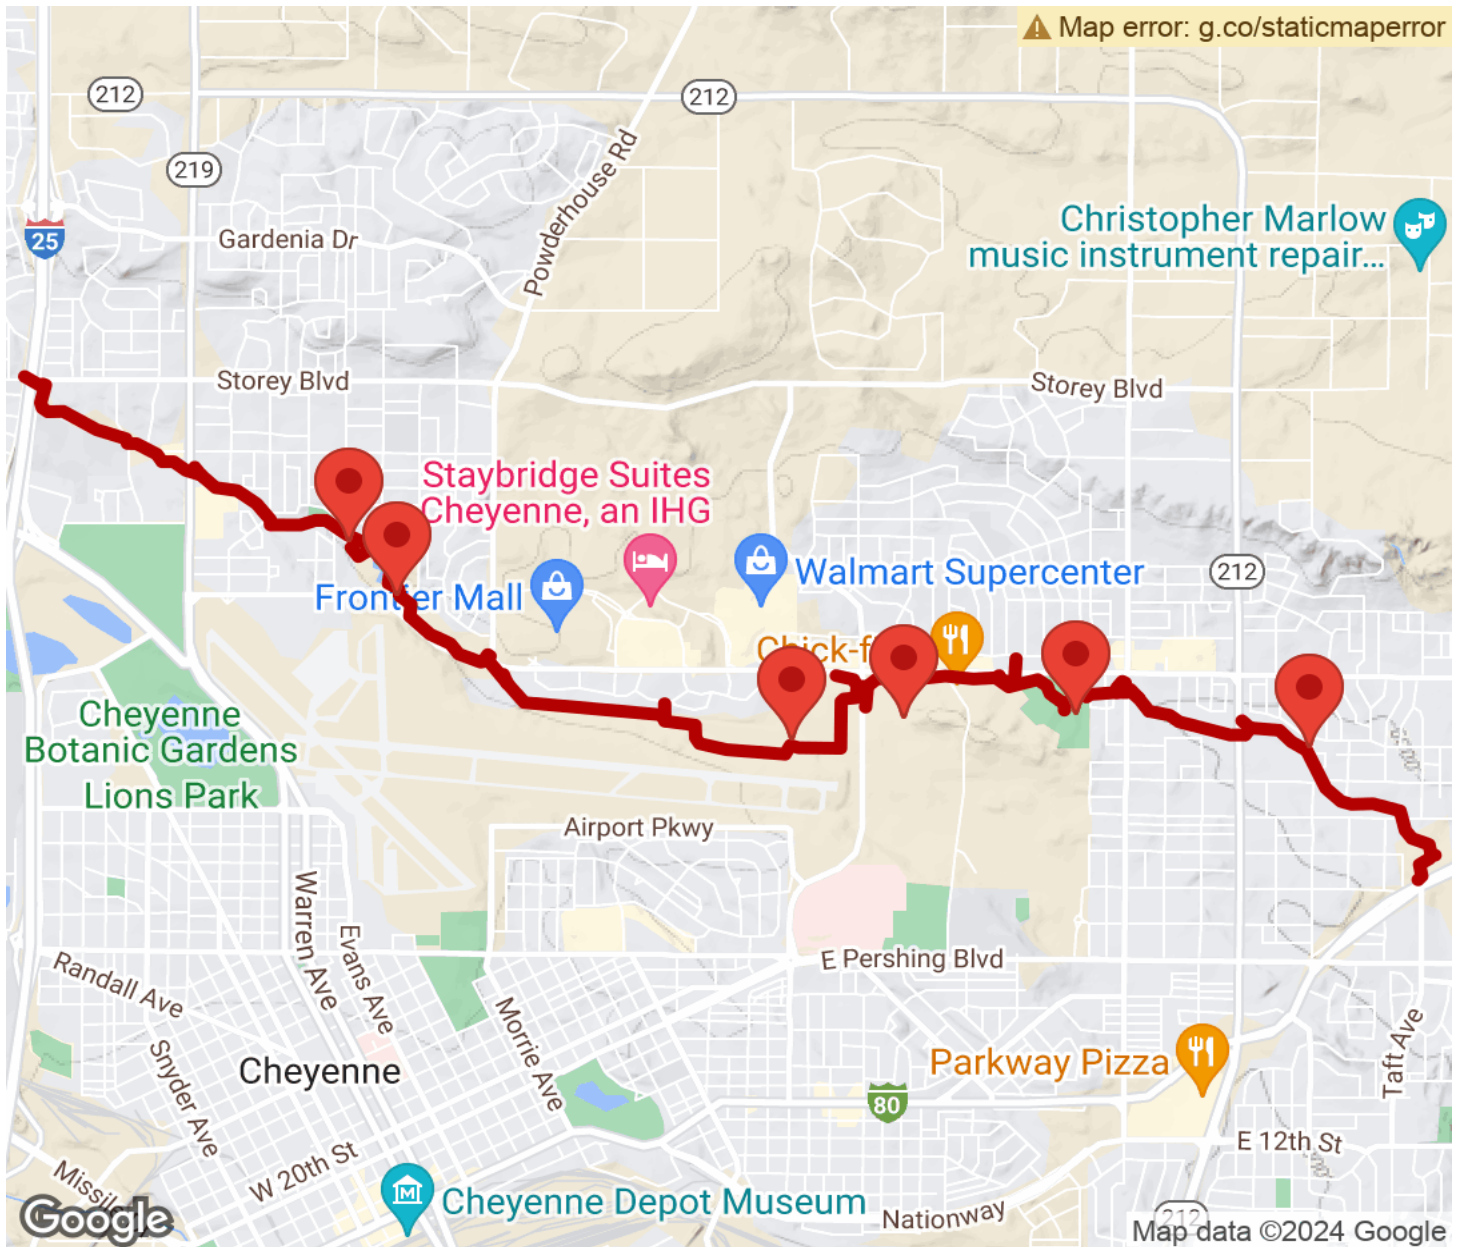 Map error: g.co/staticmaperror
212
212
219
Powderhouse Rd
Christopher Marlow
music instrument repair...
25
Gardenia Dr
Storey Blvd
Storey Blvd
Staybridge Suites
Cheyenne, an IHG
Walmart Supercenter
212
Frontier Mall
Chick-f
Cheyenne
Botanic Gardens
Lions Park
Airport Pkwy
Warren Ave
Evans Ave
E Pershing Blvd
Randall Ave
Morrie Ave
Snyder Ave
Cheyenne
Parkway Pizza
Taft Ave
80
E 12th St
W 20th St
Cheyenne Depot Museum
Nationway
212
Google
Map data ©2024 Google